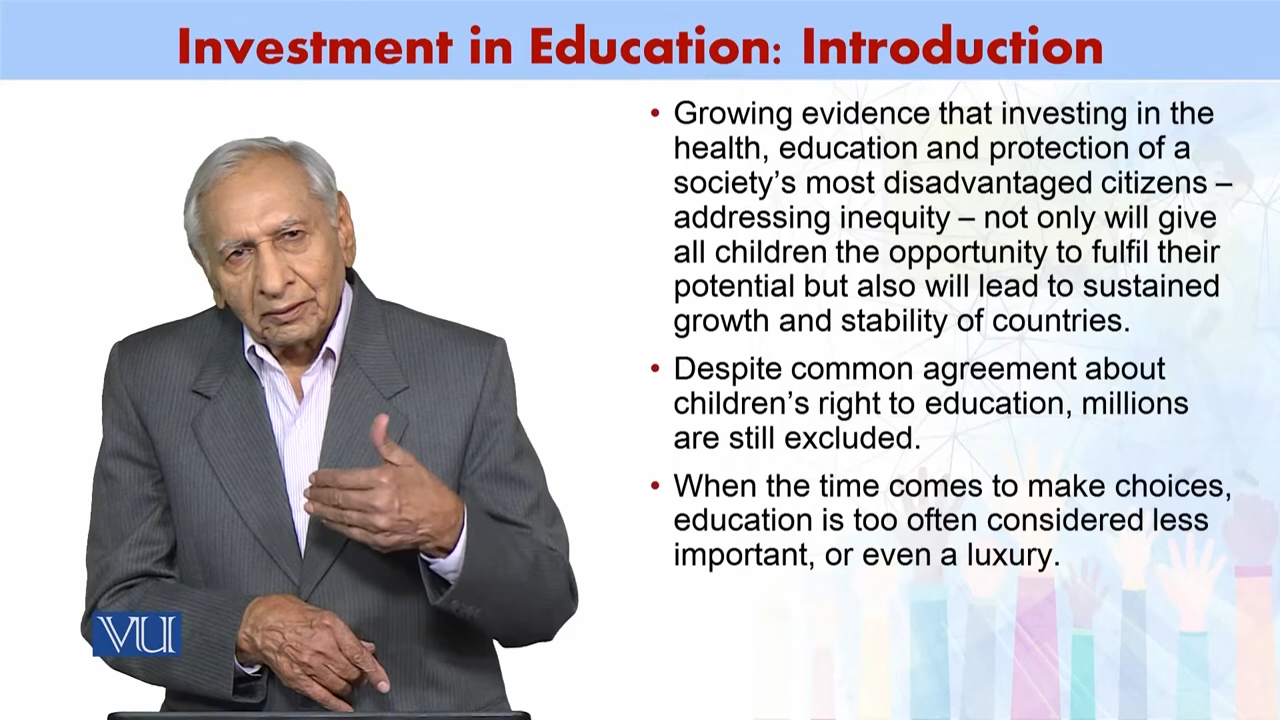 Investment in Education: Introduction
• Growing evidence that investing in the
health, education and protection of a
society’s most disadvantaged citizens –
addressing inequity – not only will give
all children the opportunity to fulfil their
potential but also will lead to sustained
growth and stability of countries.
• Despite common agreement about
children’s right to education, millions
are still excluded.
• When the time comes to make choices,
education is too often considered less
important, or even a luxury.
VU